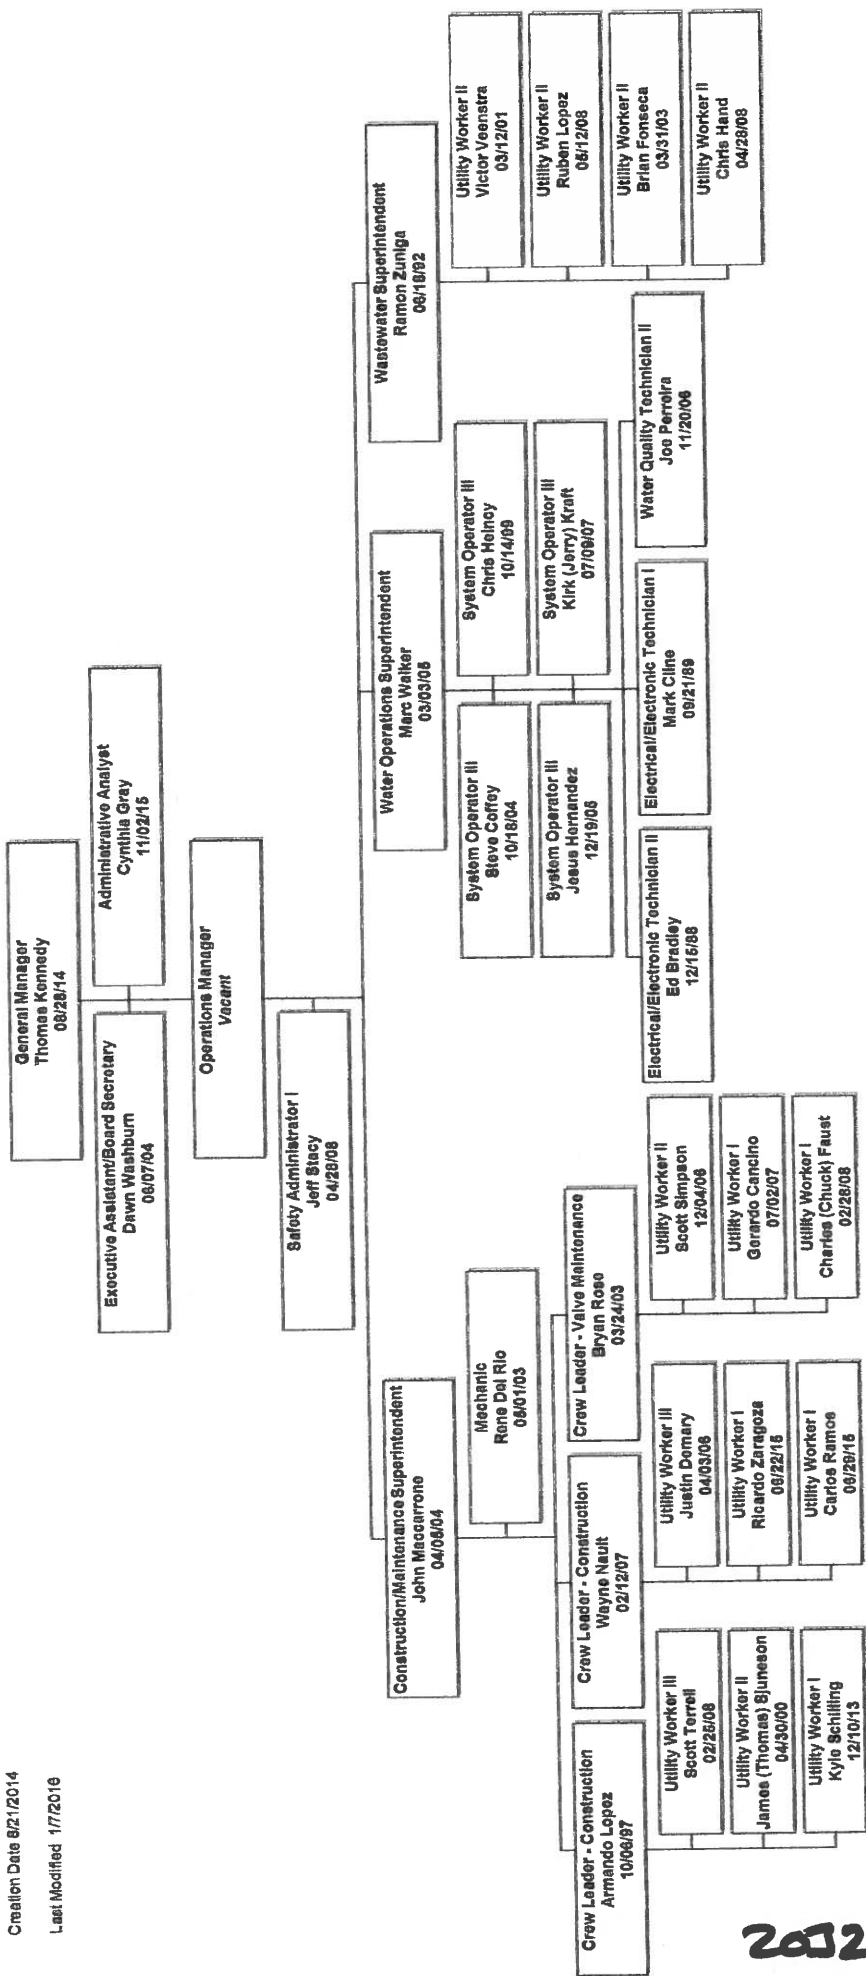 Creation Date 8/21/2014
Last Modified 1/7/2016
General Manager
Thomas Kennedy
08/28/14
Executive Assistant/Board Secretary
Dawn Washburn
06/07/04
Administrative Analyst
Cynthia Gray
11/02/15
Operations Manager
Vacant
Safety Administrator I
Jeff Stacy
04/28/08
Construction/Maintenance Superintendent
John Maccarrone
04/05/04
Water Operations Superintendent
Marc Walker
03/03/05
Wastewater Superintendent
Ramon Zuniga
06/18/92
Mechanic
Rene Del Rio
05/01/03
Crew Leader - Construction
Armando Lopez
10/06/97
Crew Leader - Construction
Wayne Nault
02/12/07
Crew Leader - Valve Maintenance
Bryan Rose
03/24/03
Utility Worker III
Scott Terrell
02/25/08
Utility Worker II
James (Thomas) Sjuneson
04/30/00
Utility Worker I
Kyle Schilling
12/10/13
Utility Worker III
Justin Demary
04/03/06
Utility Worker I
Ricardo Zaragoza
06/22/15
Utility Worker I
Carlos Ramos
06/29/15
Utility Worker II
Scott Simpson
12/04/06
Utility Worker I
Gerardo Cancino
07/02/07
Utility Worker I
Charles (Chuck) Faust
02/28/08
System Operator III
Steve Coffey
10/18/04
System Operator III
Chris Helncy
10/14/99
System Operator III
Jesus Hernandez
12/19/05
System Operator III
Kirk (Jerry) Kraft
07/09/07
Electrical/Electronic Technician II
Ed Bradley
12/15/88
Electrical/Electronic Technician I
Mark Cline
09/21/89
Water Quality Technician II
Joe Perreira
11/20/06
Utility Worker II
Victor Veenstra
03/12/01
Utility Worker II
Ruben Lopez
05/12/08
Utility Worker II
Brian Fonseca
03/31/03
Utility Worker II
Chris Hand
04/28/08